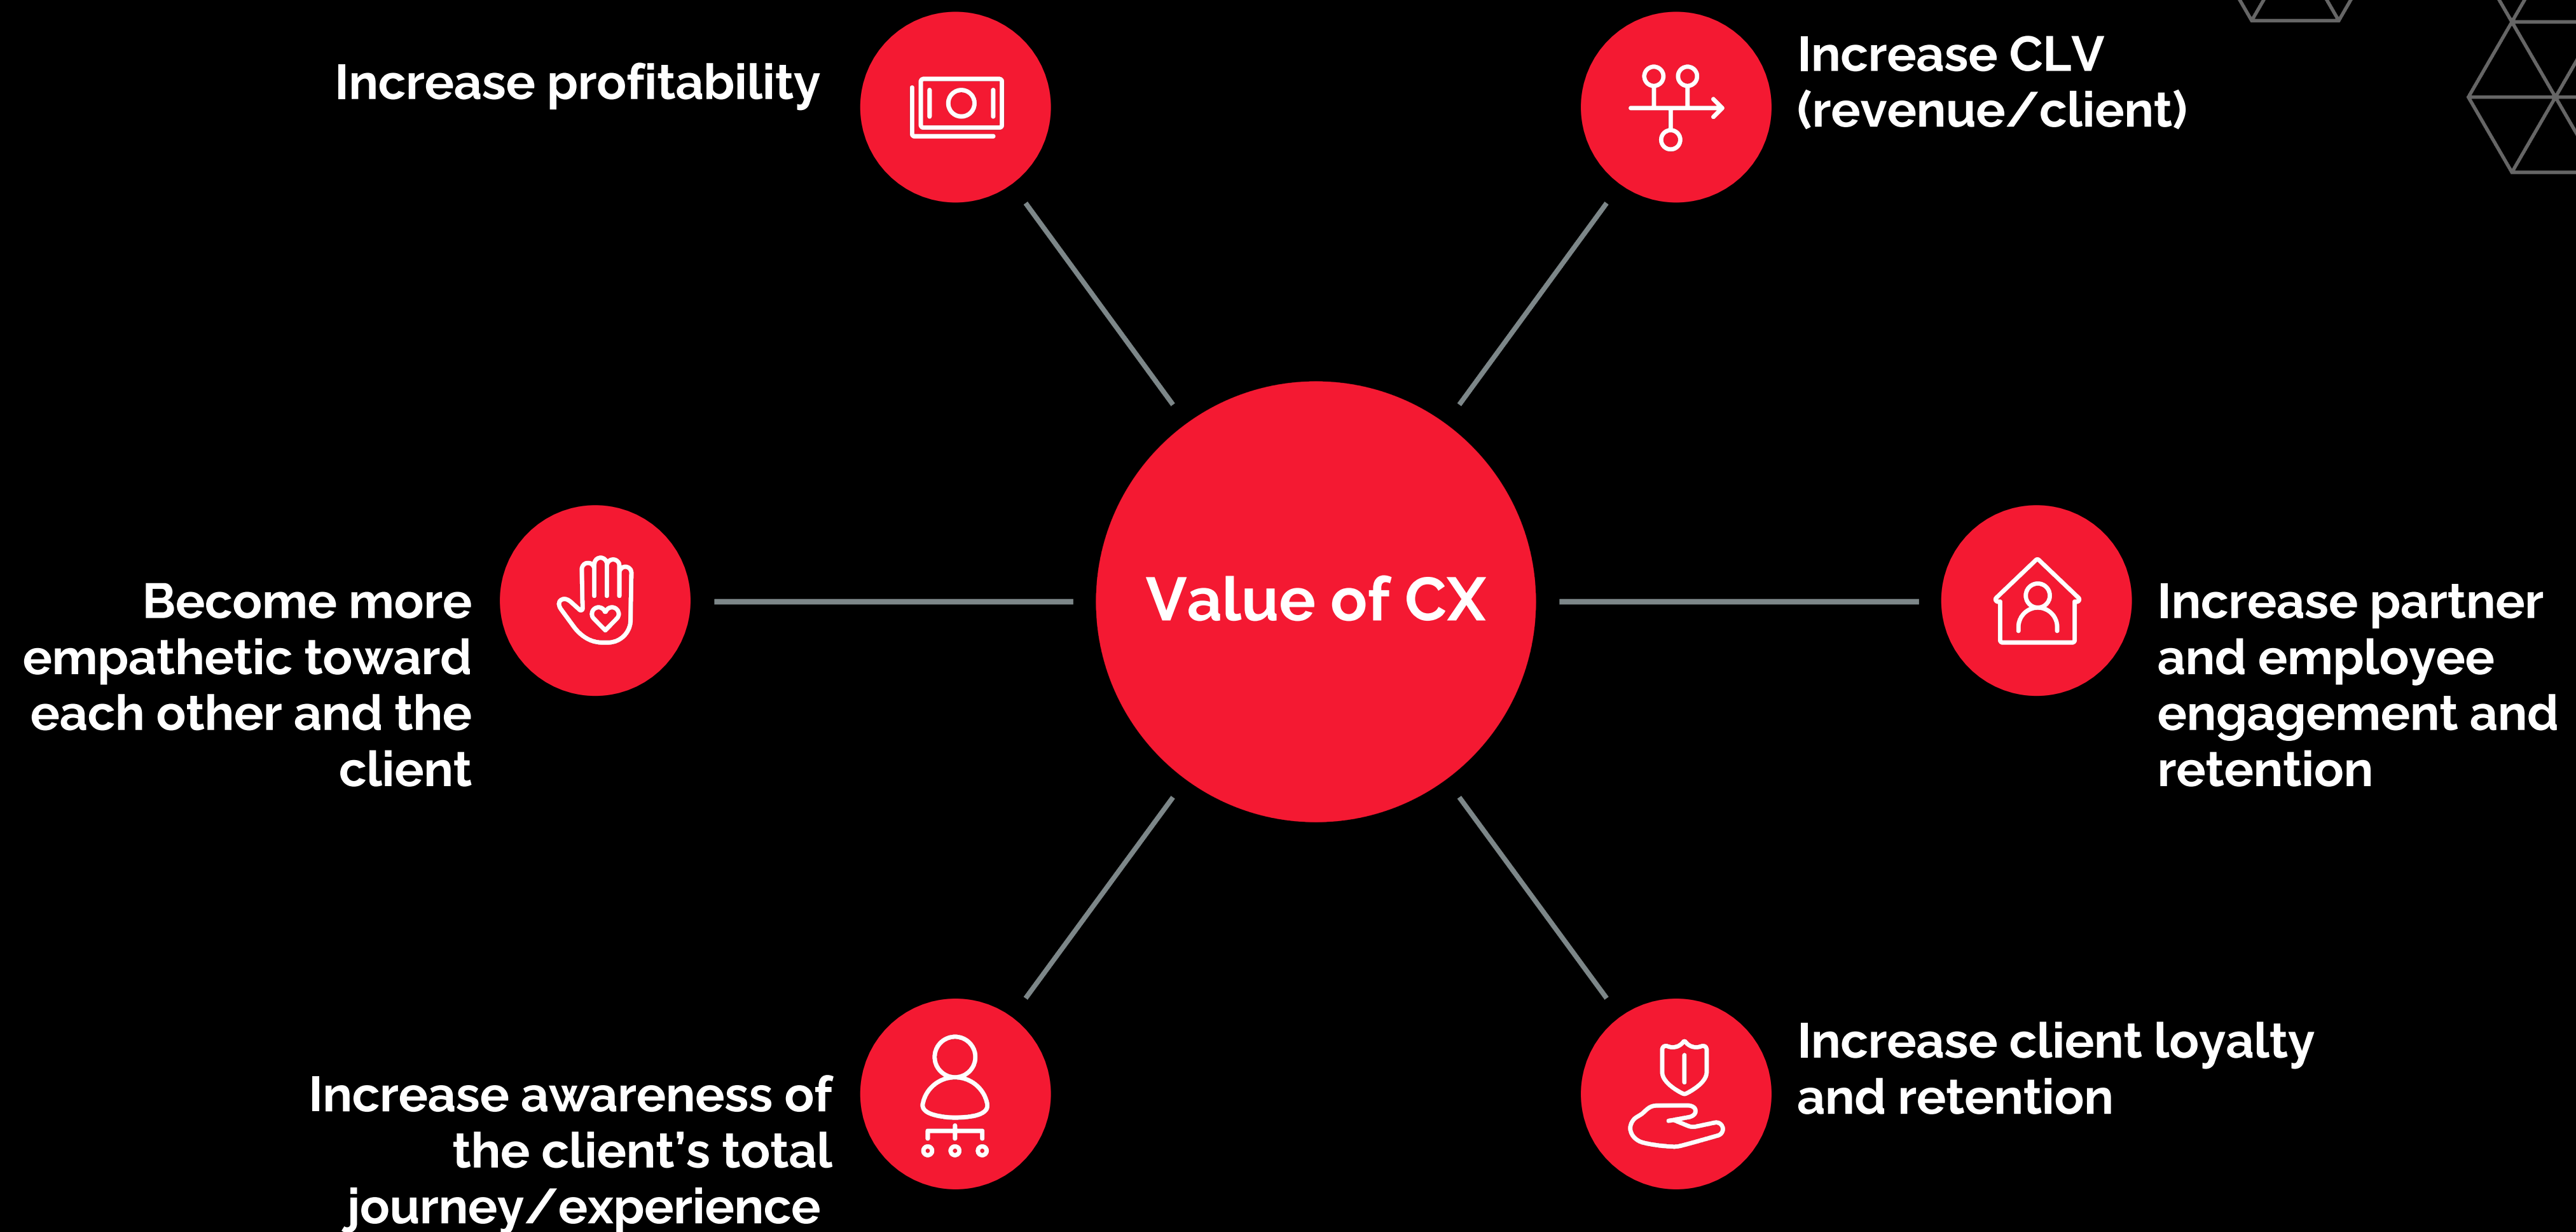 Increase profitability
Increase CLV
(revenue/client)
Value of CX
Become more
empathetic toward
each other and the
client
Increase partner
and employee
engagement and
retention
Increase awareness of
the client’s total
journey/experience
Increase client loyalty
and retention